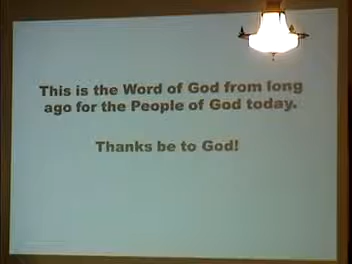 This is the Word of God from long
ago for the People of God today.
Thanks be to God!